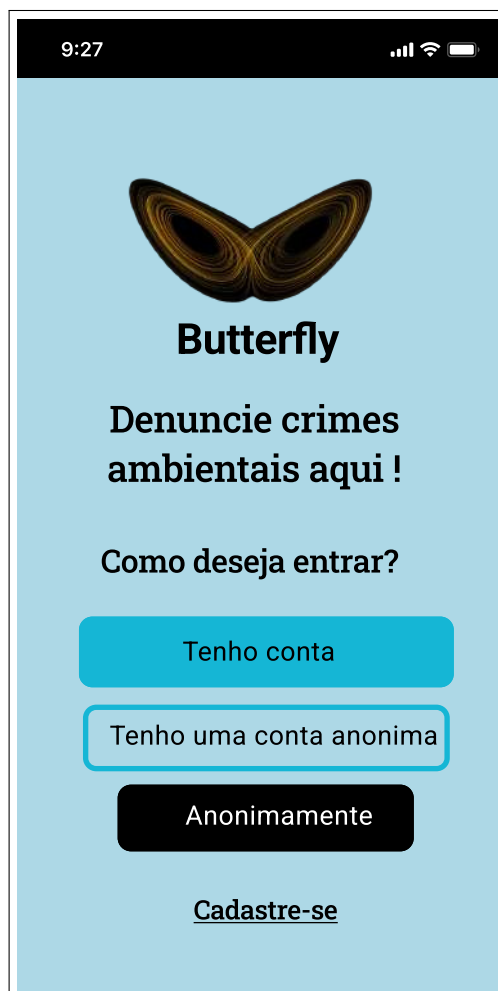 9:27
Butterfly
Denuncie crimes
ambientais aqui !
Como deseja entrar?
Tenho conta
Tenho uma conta anonima
Anonimamente
Cadastre-se